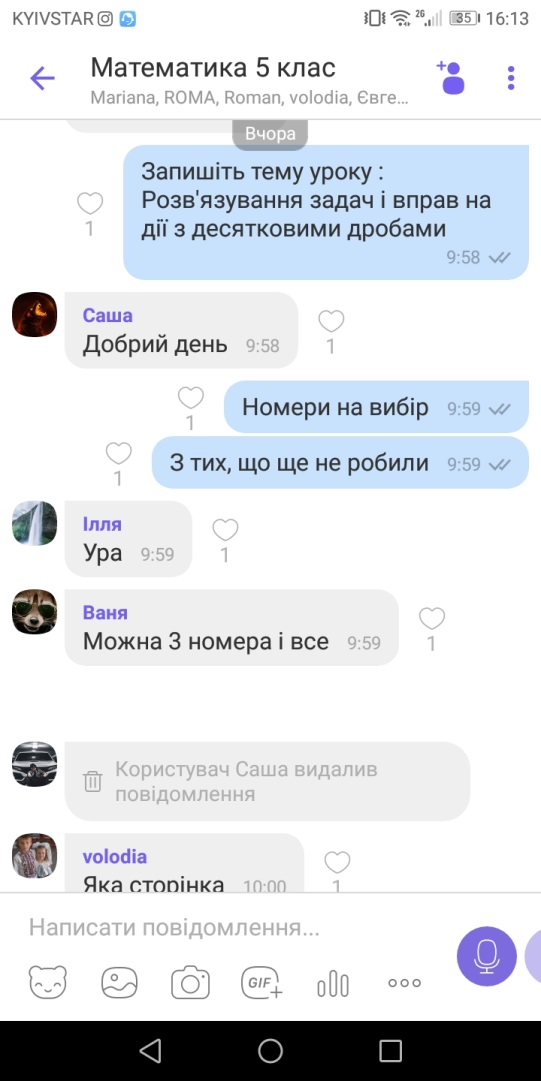 KYIVSTAR 2G 35 16:13
Математика 5 клас
Mariana, ROMA, Roman, volodia, Євге...
Вчора
Запишіть тему уроку :
Розв'язування задач і вправ на
дії з десятковими дробами
9:58
1
Саша
Добрий день 9:58
1
Номери на вибір 9:59
1
З тих, що ще не робили 9:59
1
Ілля
Ура 9:59
1
Ваня
Можна 3 номера і все 9:59
1
Користувач Саша видалив
повідомлення
volodia
Яка сторінка 10:00
1
Написати повідомлення...
GIF